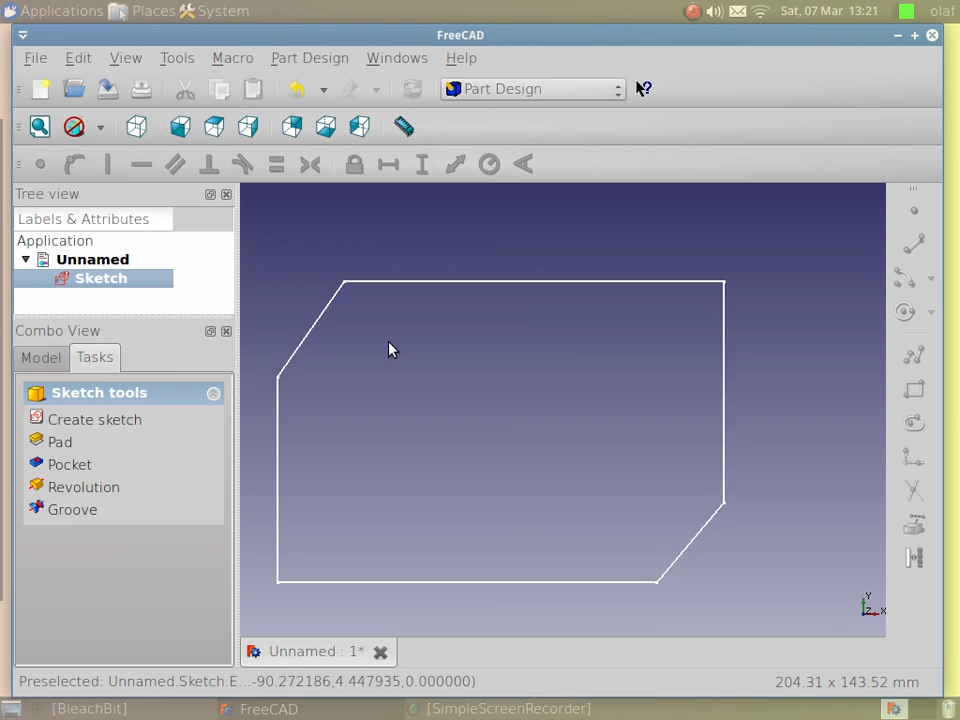 Applications Places System Sat, 07 Mar 13:21 olaf
FreeCAD
File Edit View Tools Macro Part Design Windows Help
Part Design
Tree view
Labels & Attributes
Application
Unnamed
Sketch
Combo View
Model Tasks
Sketch tools
Create sketch
Pad
Pocket
Revolution
Groove
Y
Z X
Unnamed : 1*
Preselected: Unnamed.Sketch.E...-90.272186,4.447935,0.000000) 204.31 x 143.52 mm
[BleachBit] FreeCAD [SimpleScreenRecorder]